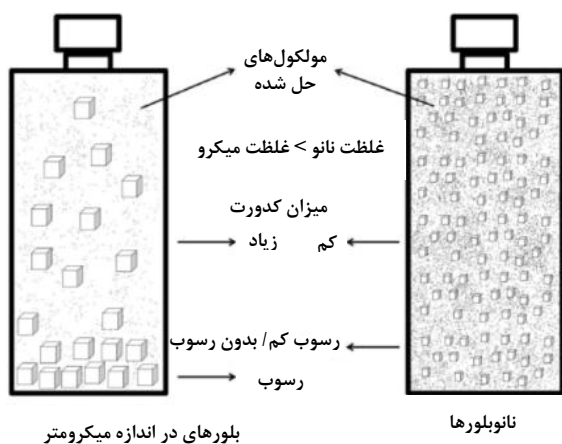 مولکول‌های
حل شده
غلظت نانو > غلظت میکرو
میزان کدورت
کم
زیاد
رسوب کم/ بدون رسوب
رسوب
نانوبلورها
بلورهای در اندازه میکرومتر